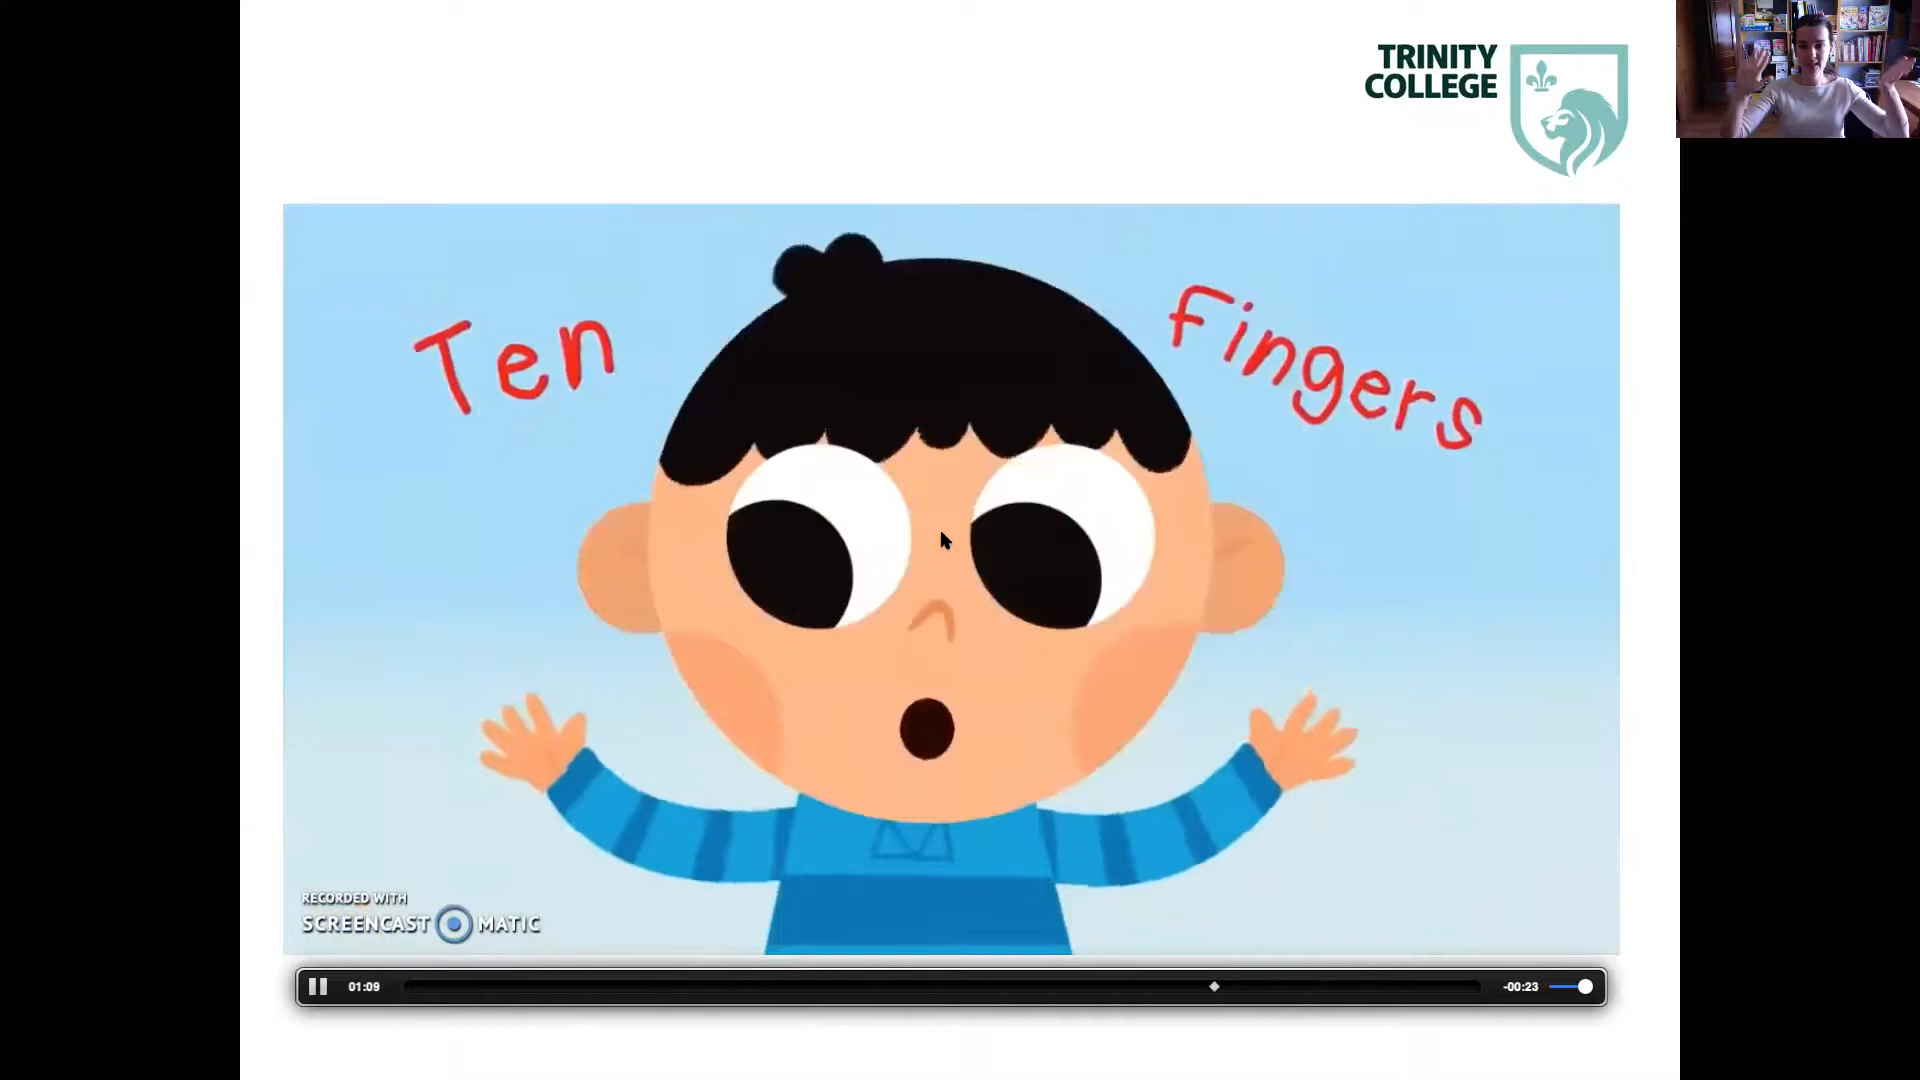 TRINITY
COLLEGE
Ten Fingers
RECORDED WITH
SCREENCAST MATIC
01:09
-00:23